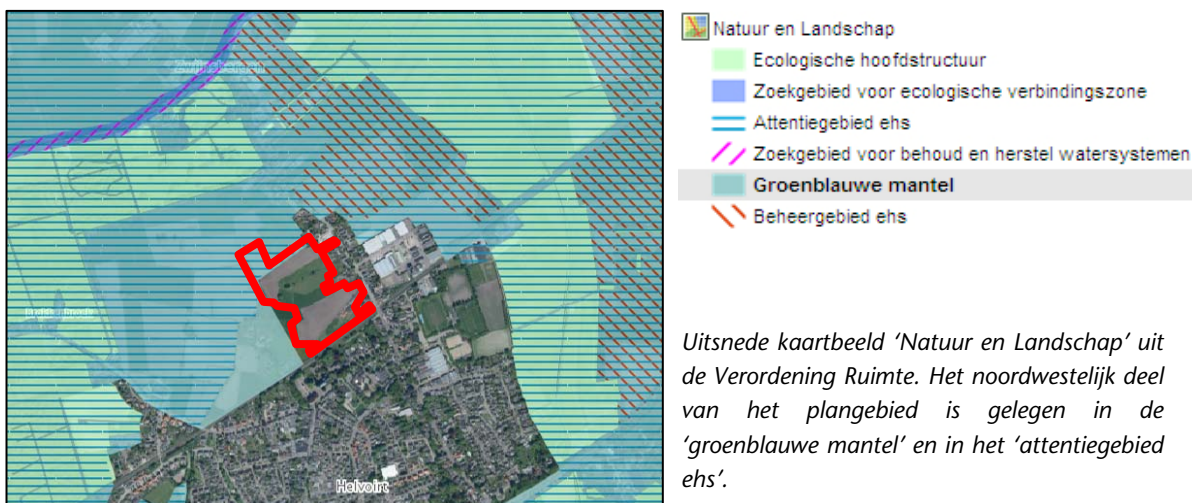 Natuur en Landschap
Ecologische hoofdstructuur
Zoekgebied voor ecologische verbindingszone
Attentiegebied ehs
Zoekgebied voor behoud en herstel watersystemen
Groenblauwe mantel
Beheergebied ehs
Helvoirt
Uitsnede kaartbeeld ‘Natuur en Landschap’ uit
de Verordening Ruimte. Het noordwestelijk deel
van het plangebied is gelegen in de
‘groenblauwe mantel’ en in het ‘attentiegebied
ehs’.